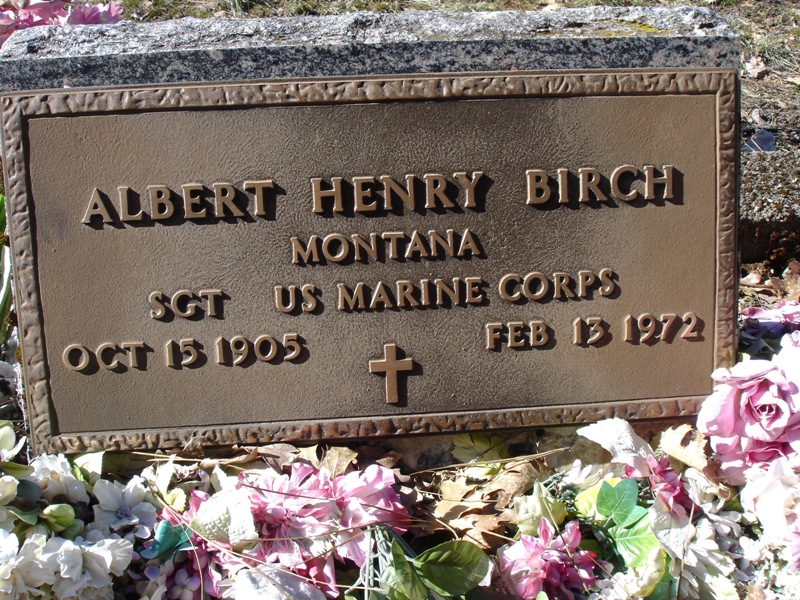 ALBERT HENRY BIRCH
MONTANA
SGT US MARINE CORPS
OCT 15 1905 FEB 13 1972